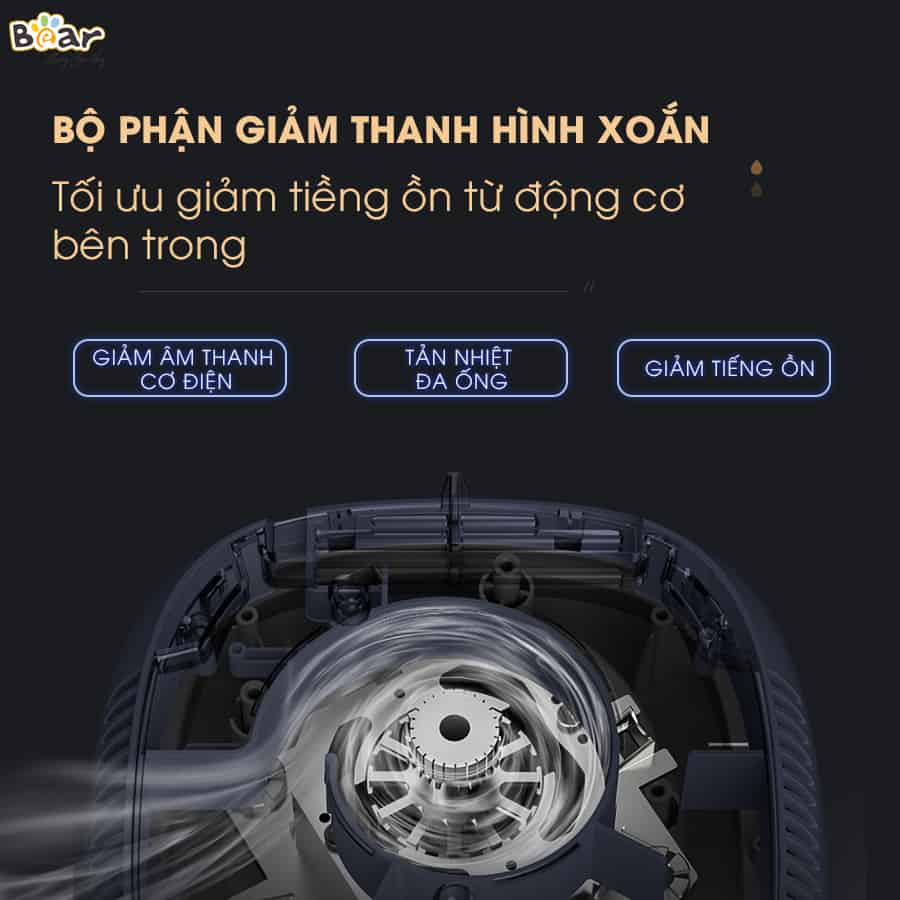 Bear
BỘ PHẬN GIẢM THANH HÌNH XOẮN
Tối ưu giảm tiềng ồn từ động cơ
bên trong
GIẢM ÂM THANH
CƠ ĐIỆN
TẢN NHIỆT
ĐA ỐNG
GIẢM TIẾNG ỒN